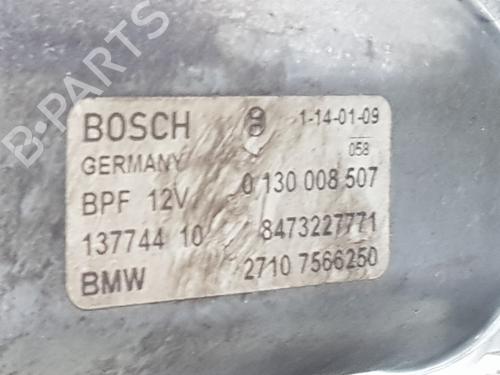 B-PARTS
BOSCH 1-14-01-09
058
GERMANY
BPF 12V 0 130 008 507
137744 10 8473227771
BMW 2710 7566250